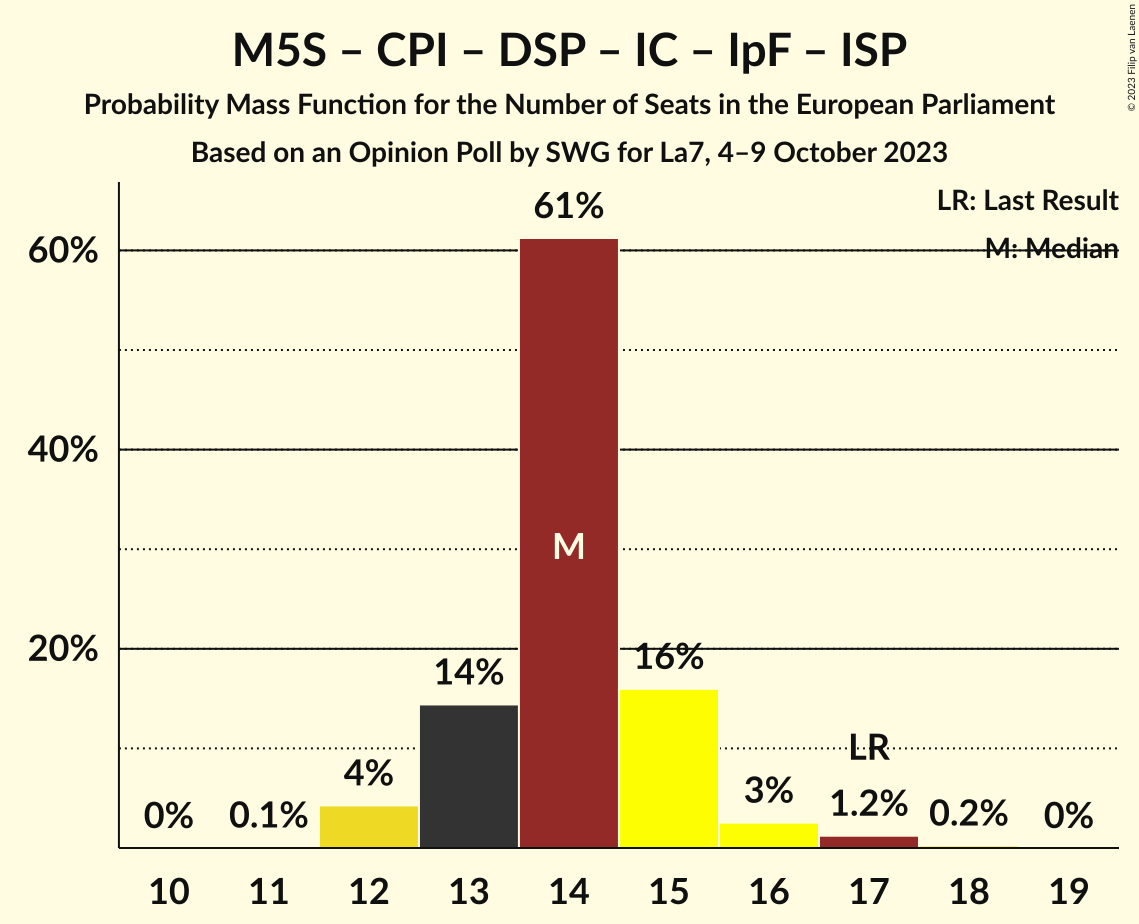 M5S – CPI – DSP – IC – IpF – ISP
Probability Mass Function for the Number of Seats in the European Parliament
Based on an Opinion Poll by SWG for La7, 4–9 October 2023
© 2023 Filip van Laenen
LR: Last Result
M: Median
61%
60%
40%
M
20%
16%
14%
LR
4%
3%
1.2%
0%
0.1%
0.2%
0%
10 11 12 13 14 15 16 17 18 19